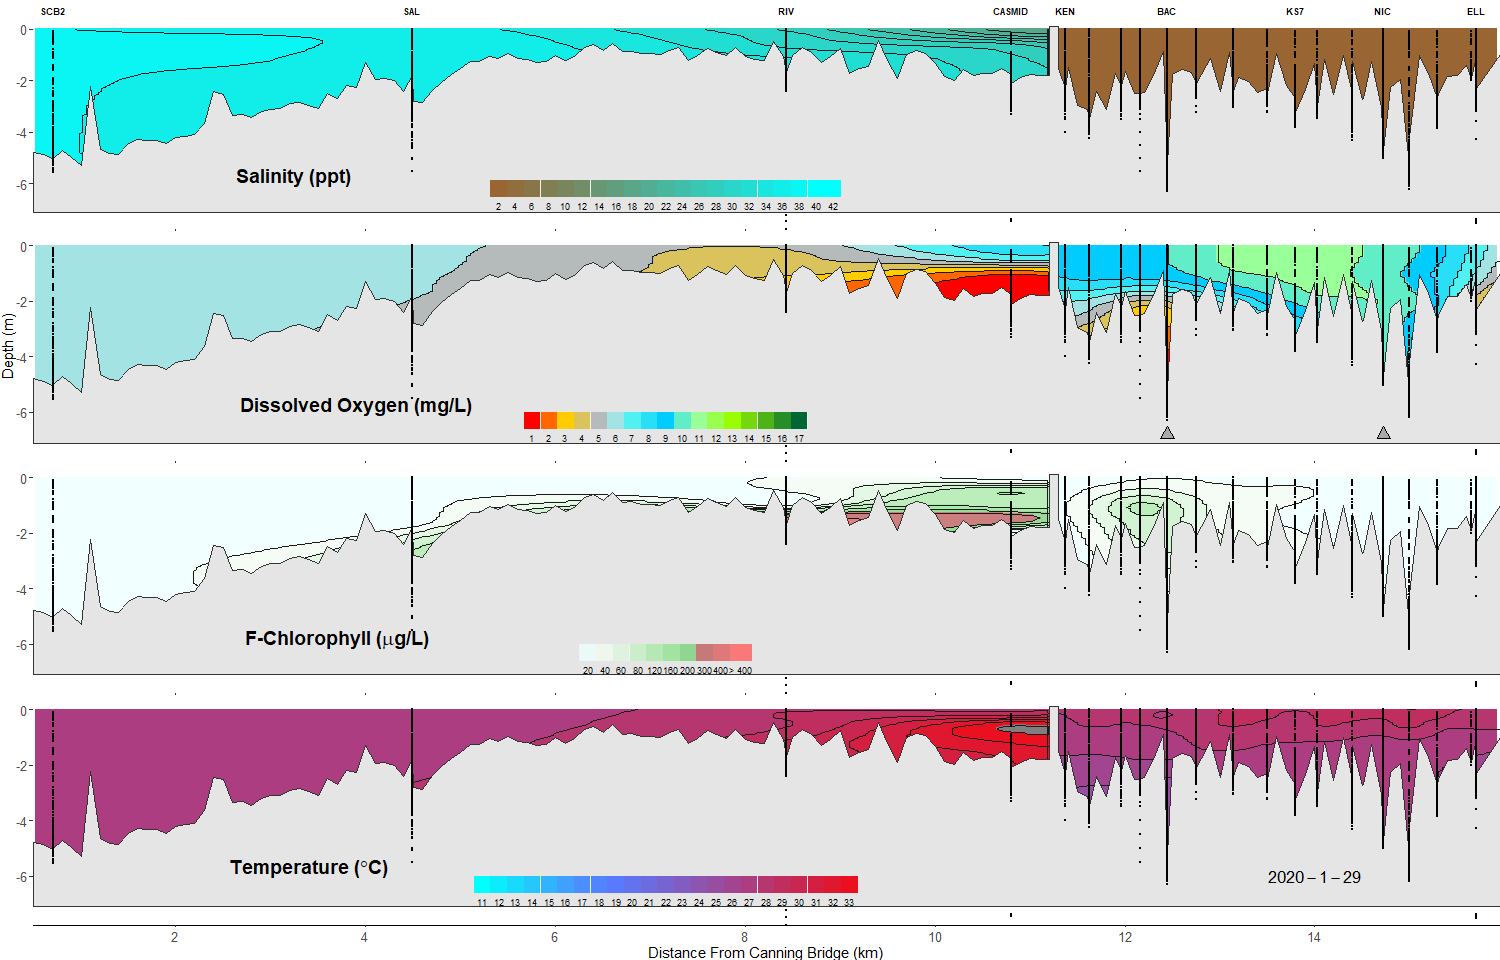 SCB2 SAL RIV CASMID KEN BAC KS7 NIC ELL
0
-2
-4
-6
Salinity (ppt)
2 4 6 8 10 12 14 16 18 20 22 24 26 28 30 32 34 36 38 40 42
0
-2
-4
-6
Depth (m)
Dissolved Oxygen (mg/L)
1 2 3 4 5 6 7 8 9 10 11 12 13 14 15 16 17
0
-2
-4
-6
F-Chlorophyll (µg/L)
20 40 60 80 120 160 200 300 400 > 400
0
-2
-4
-6
Temperature (°C)
2020 – 1 – 29
11 12 13 14 15 16 17 18 19 20 21 22 23 24 25 26 27 28 29 30 31 32 33
2 4 6 8 10 12 14
Distance From Canning Bridge (km)